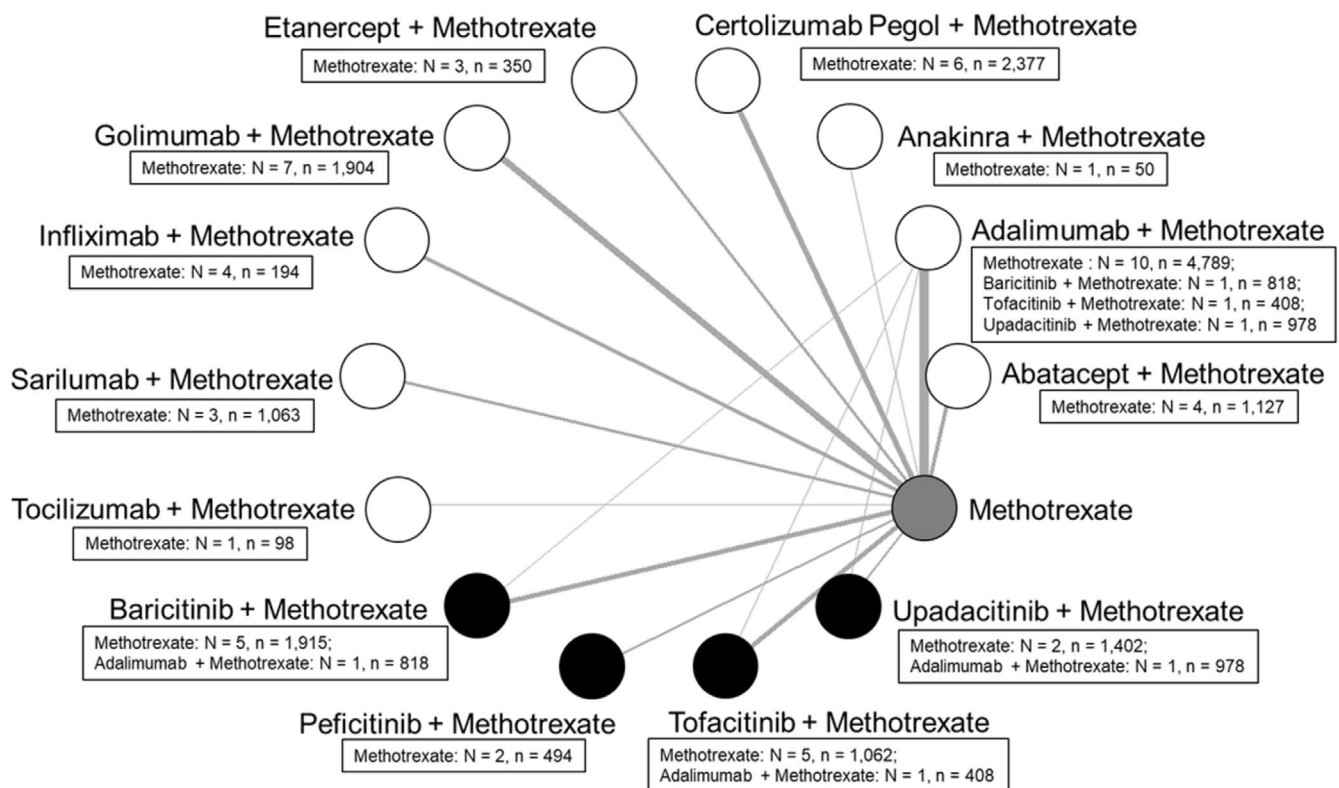 Etanercept + Methotrexate
Methotrexate: N = 3, n = 350
Certolizumab Pegol + Methotrexate
Methotrexate: N = 6, n = 2,377
Golimumab + Methotrexate
Methotrexate: N = 7, n = 1,904
Anakinra + Methotrexate
Methotrexate: N = 1, n = 50
Infliximab + Methotrexate
Methotrexate: N = 4, n = 194
Adalimumab + Methotrexate
Methotrexate : N = 10, n = 4,789;
Baricitinib + Methotrexate: N = 1, n = 818;
Tofacitinib + Methotrexate: N = 1, n = 408;
Upadacitinib + Methotrexate: N = 1, n = 978
Sarilumab + Methotrexate
Methotrexate: N = 3, n = 1,063
Abatacept + Methotrexate
Methotrexate: N = 4, n = 1,127
Tocilizumab + Methotrexate
Methotrexate: N = 1, n = 98
Methotrexate
Baricitinib + Methotrexate
Methotrexate: N = 5, n = 1,915;
Adalimumab + Methotrexate: N = 1, n = 818
Upadacitinib + Methotrexate
Methotrexate: N = 2, n = 1,402;
Adalimumab + Methotrexate: N = 1, n = 978
Peficitinib + Methotrexate
Methotrexate: N = 2, n = 494
Tofacitinib + Methotrexate
Methotrexate: N = 5, n = 1,062;
Adalimumab + Methotrexate: N = 1, n = 408